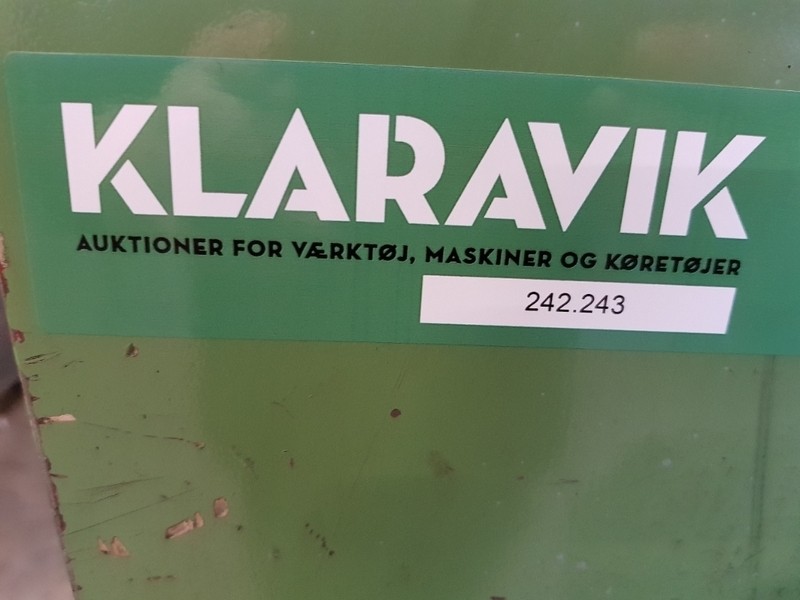 KLARAVIK
AUKTIONER FOR VÆRKTØJ, MASKINER OG KØRETØJER
242.243